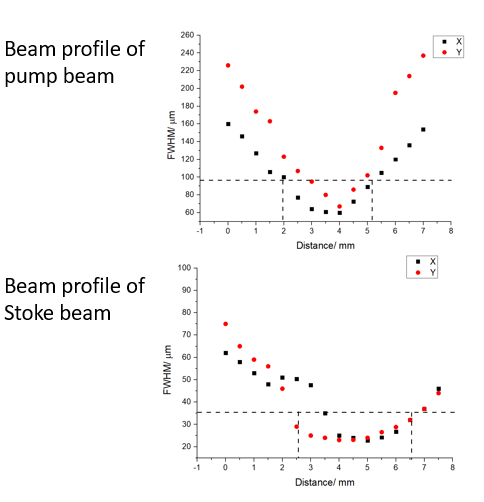 Beam profile of
pump beam
260
240
220
200
180
160
140
120
100
80
60
FWHM/ μm
-1 0 1 2 3 4 5 6 7 8
Distance/ mm
X
Y
Beam profile of
Stoke beam
100
90
80
70
60
50
40
30
20
FWHM/ μm
-1 0 1 2 3 4 5 6 7 8
Distance/ mm
X
Y